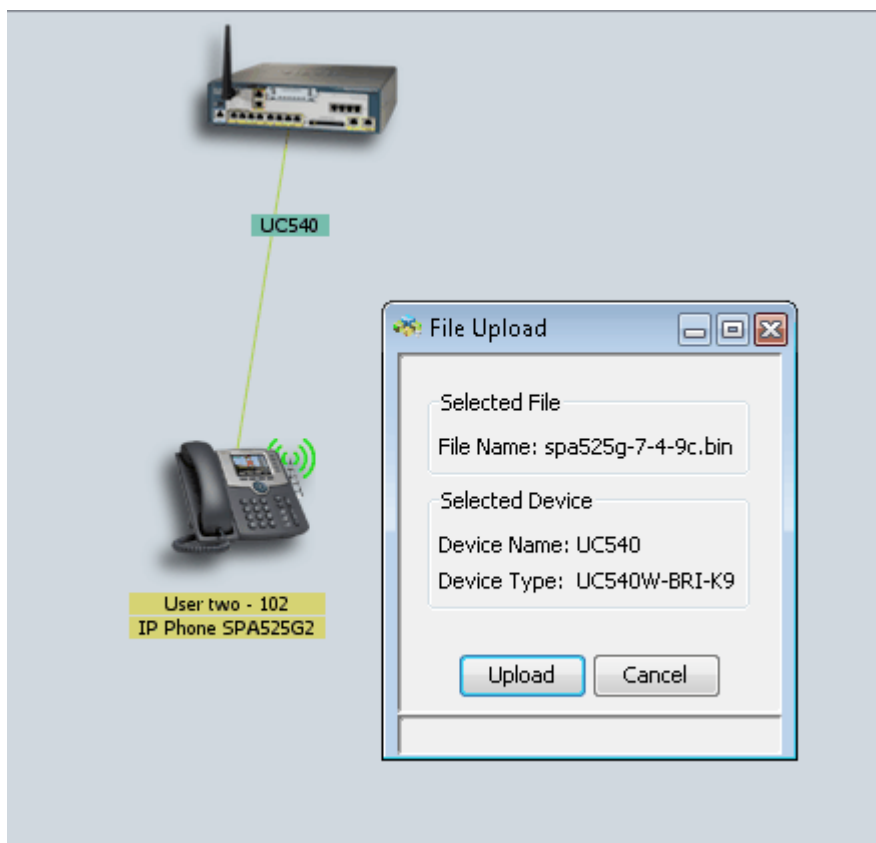 UC540
File Upload
Selected File
File Name: spa525g-7-4-9c.bin
Selected Device
Device Name: UC540
Device Type: UC540W-BRI-K9
Upload Cancel
User two - 102
IP Phone SPA525G2